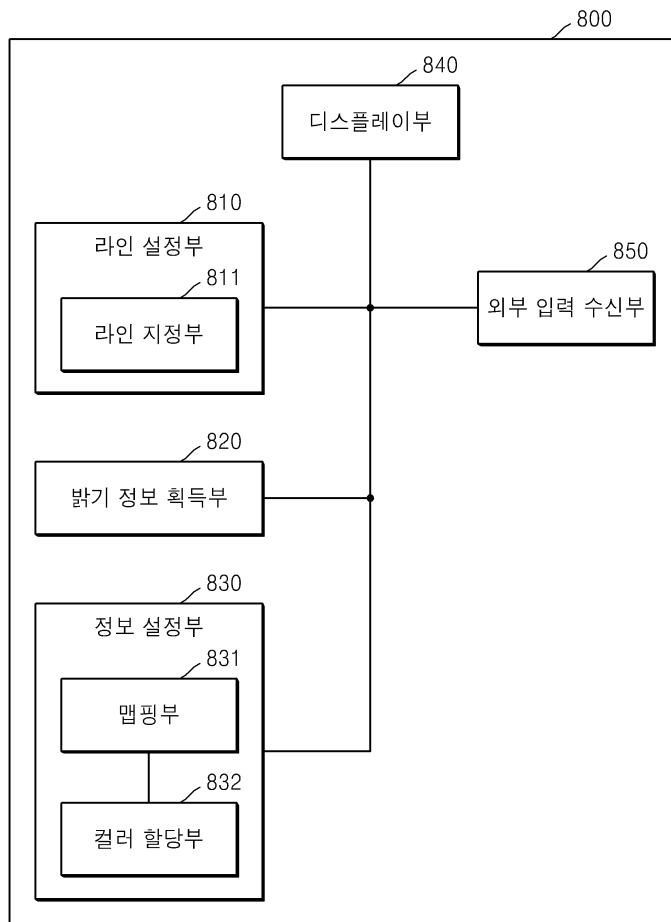 800
840
디스플레이부
810
라인 설정부
811
라인 지정부
850
외부 입력 수신부
820
밝기 정보 획득부
830
정보 설정부
831
맵핑부
832
컬러 할당부